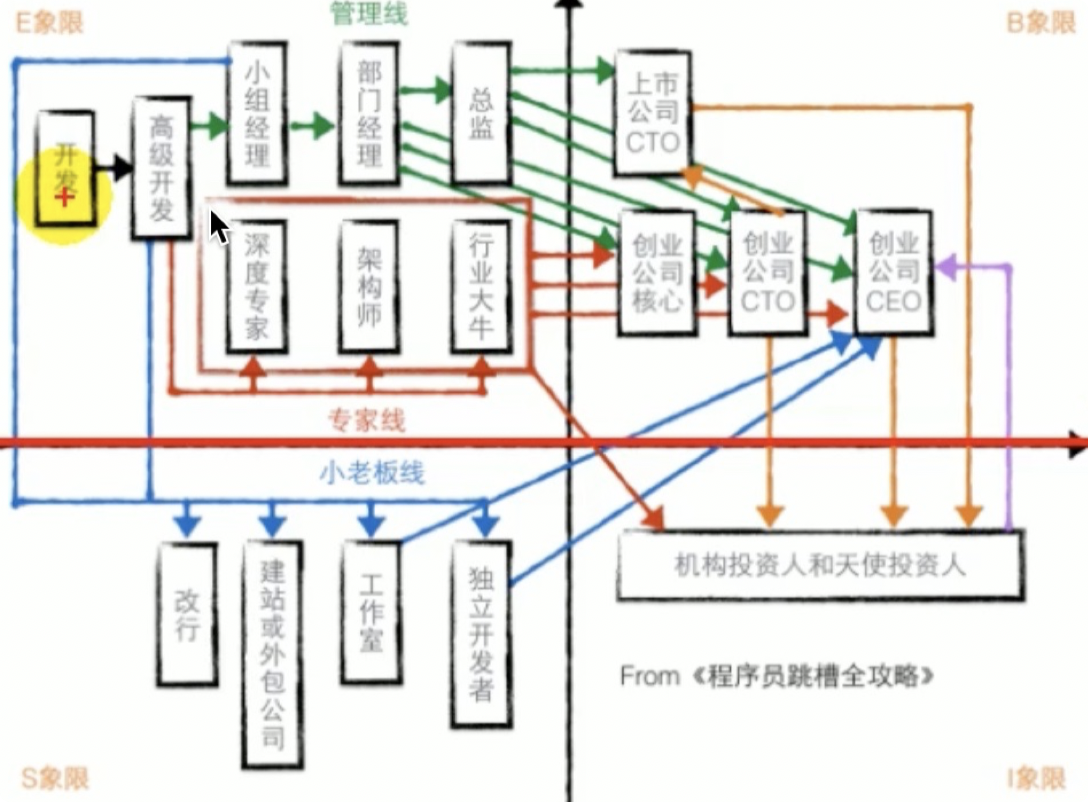 E象限
管理线
B象限
开发
高级开发
小组经理
部门经理
总监
上市公司CTO
深度专家
架构师
行业大牛
创业公司核心
创业公司CTO
创业公司CEO
专家线
小老板线
改行
建站或外包公司
工作室
独立开发者
机构投资人和天使投资人
From《程序员跳槽全攻略》
S象限
I象限